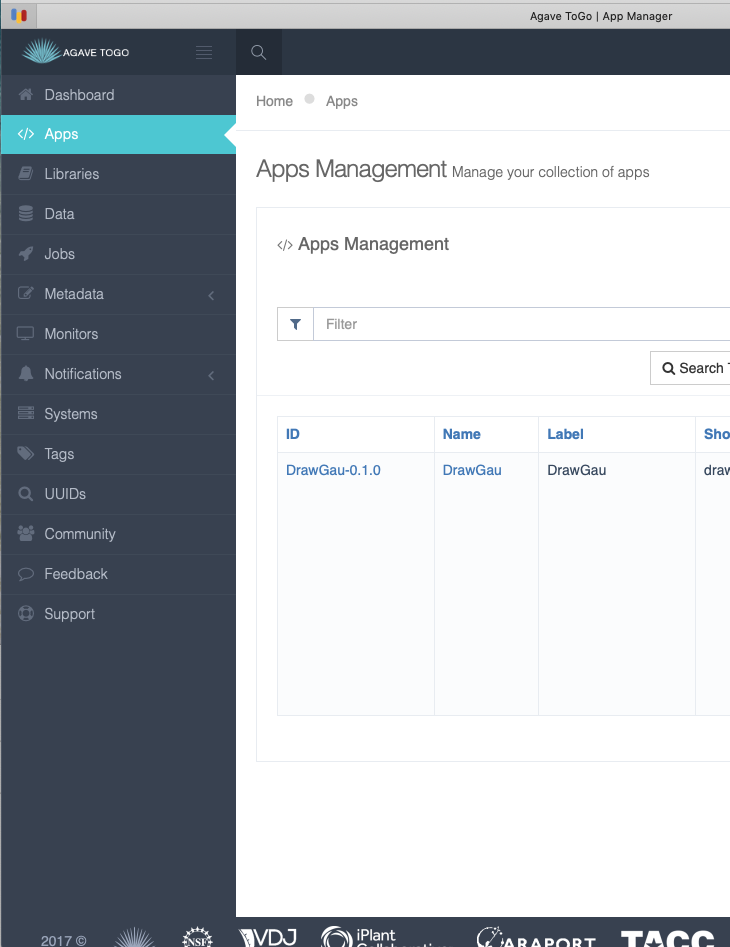 Agave ToGo | App Manager
AGAVE TOGO
Dashboard
Apps
Libraries
Data
Jobs
Metadata
Monitors
Notifications
Systems
Tags
UUIDs
Community
Feedback
Support
Home Apps
Apps Management Manage your collection of apps
</> Apps Management
Filter
Search
ID Name Label Sho
DrawGau-0.1.0 DrawGau DrawGau draw
2017 © NSF VDJ iPlant ARAPORT TACC
Collaborative